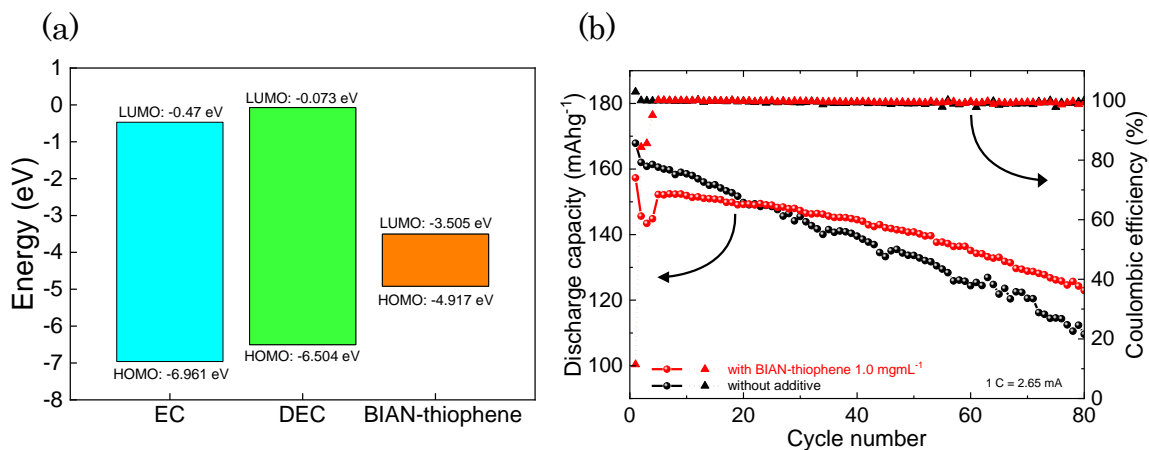 (a)
Energy (eV)
1
0
-1
-2
-3
-4
-5
-6
-7
-8
LUMO: -0.47 eV
HOMO: -6.961 eV
LUMO: -0.073 eV
HOMO: -6.504 eV
LUMO: -3.505 eV
HOMO: -4.917 eV
EC DEC BIAN-thiophene
(b)
Discharge capacity (mAhg⁻¹)
180
160
140
120
100
with BIAN-thiophene 1.0 mgmL⁻¹
without additive
1 C = 2.65 mA
0 20 40 60 80
Cycle number
100
80
60
40
20
0
Coulombic efficiency (%)